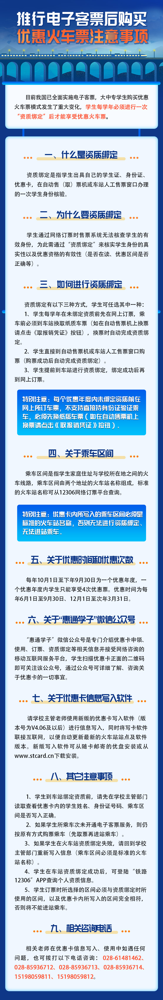 推行电子客票后购买
优惠火车票注意事项
目前我国已全面实施电子客票，大中专学生购买优惠
火车票模式发生了重大变化，学生每学年必须进行一次
“资质绑定”后才能享受优惠火车票。
一、什么是资质绑定
资质绑定是指学生出具自己的学生证、身份证、
优惠卡，在自动售（取）票机或车站人工售票窗口办理
的一次学生身份核验。
二、为什么要资质绑定
学生通过网络订票时售票系统无法核查学生的有
效身份，为此需通过“资质绑定”来核实学生身份的真
实性以及优惠资格的有效性（是否在读、优惠区间是否
正确等）。
三、如何进行资质绑定
资质绑定有以下三种方式，学生可任选其中一种：
1、学生每学年在未绑定资质前先在网上订票，乘
车前必须到车站换取纸质车票（如在自动售票机上换票
请点击《取报销凭证》按钮），换票时自动完成资质绑
定。
2、学生直接到自动售票机或车站人工售票窗口购
票（购票成功后自动完成资质绑定）。
3、学生提前到车站进行资质绑定，绑定成功后再
到网上订票。
特别注意：每个优惠年度内未绑定资质前在
网上所订车票，不支持直接持身份证验证乘
车，必须先换纸质车票（如在自动售票机上
换票请点击《取报销凭证》按钮）。
四、关于乘车区间
乘车区间是指学生家庭住址与学校所在地之间的火
车线路，乘车区间由两个地址的火车站名称组成，标准
的火车站名称可从12306网络订票平台查询。
特别注意：优惠卡内所写入的乘车区间必须是
标准的火车站名称，否则无法进行资质绑定、
无法进站乘车。
五、关于优惠时间和优惠次数
每年10月1日至下年9月30日为一个优惠年度，一
个优惠年度内学生只能享受4次优惠票。优惠时间为每
年6月1日至9月30日、12月1日至次年3月31日。
六、关于“惠通学子”微信公众号
“惠通学子”微信公众号是专门介绍优惠卡申领、
使用、订票、资质绑定等相关信息并接受网络咨询的
移动互联网服务平台，学生扫描优惠卡正面的二维码
即可关注该公众号，通过公众号可详细了解、咨询关
于优惠卡的一切事宜。
七、关于优惠卡信息写入软件
请学校主管老师使用新版的优惠卡写入软件（版
本号为V4.06及以后）进行信息写入，同时将写卡软件
联接互联网，以便自动更新最新的火车站站点及软件
版本。新版写入软件可从随卡邮寄的优盘安装或从
www.stcard.cn下载安装。
八、其它注意事项
1、学生到车站绑定资质前，请先在学校主管部门
读取查看优惠卡内的学生姓名、身份证号码、乘车区
间是否写入正确。
2、如果学生所乘车次未开通电子客票服务，则仍
按原有方式购票乘车（先取票再进站乘车）。
3、如果学生在火车站资质绑定失败，请回到学校
主管部门重新写入信息（乘车区间必须是标准的火车
站名称）。
4、学生在车站资质绑定成功后，可登陆“铁路
12306”APP查询个人资质信息。
5、学生订票时所选择的区间必须与资质绑定时所
使用的区间，以及优惠卡内所写入的区间完全相符，
否则将不能进站乘车。
九、相关咨询电话
相关老师在优惠卡信息写入、使用中如遇任何
问题，也可拨打以下电话咨询：028-61481462、
028-85936712、028-85936713、028-85936714、
15198059811、15198059812。